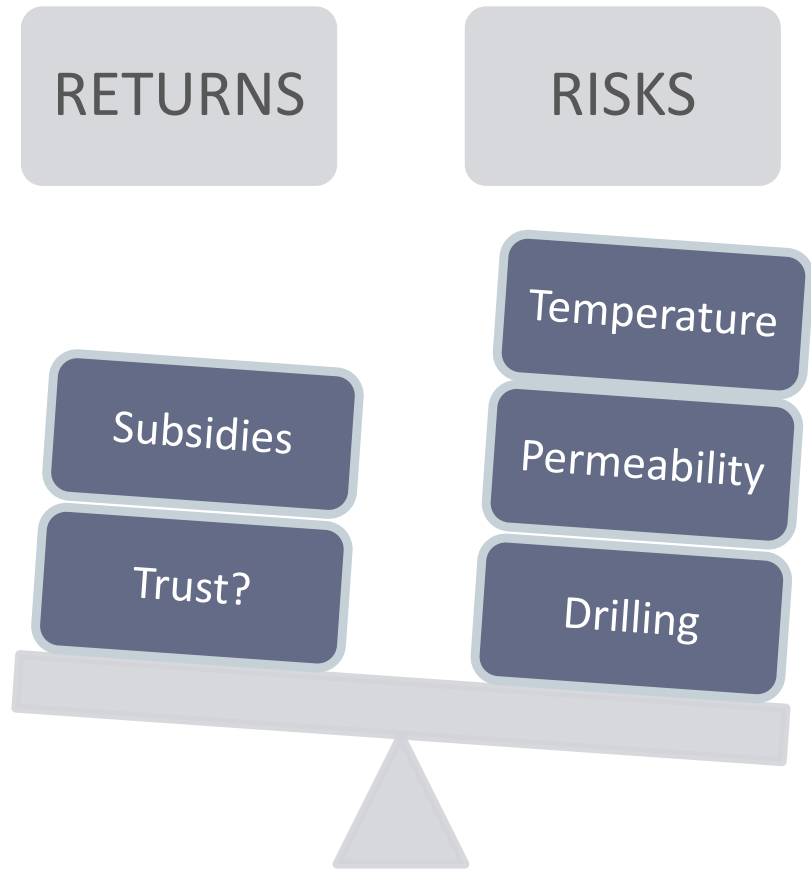 RETURNS
RISKS
Temperature
Subsidies
Permeability
Trust?
Drilling